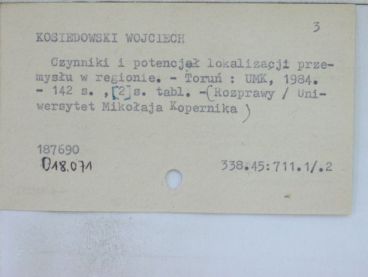 3
KOSIEDOWSKI WOJCIECH
Czynniki i potencjał lokalizacji prze-
mysłu w regionie. - Toruń : UMK, 1984.
- 142 s. ,[2]s. tabl. -(Rozprawy / Uni-
wersytet Mikołaja Kopernika)
187690
D18.071
338.45:711.1/.2